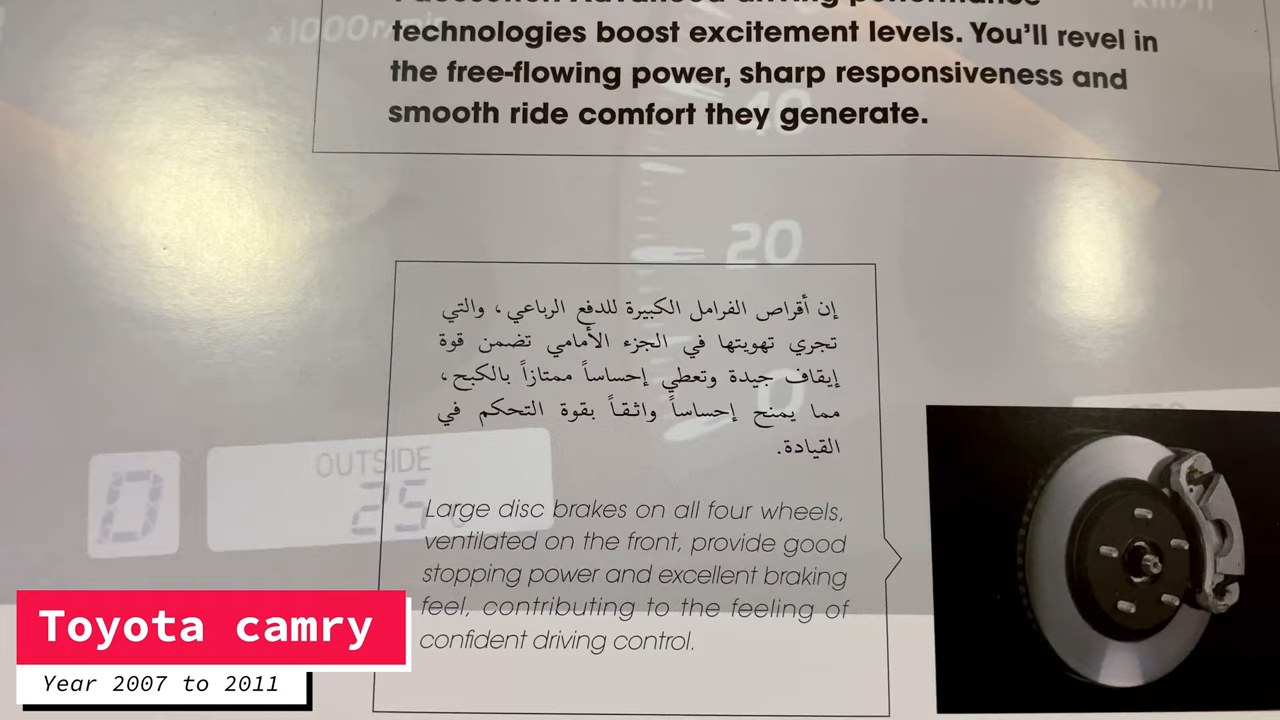 x1000r/min
km/h
technologies boost excitement levels. You'll revel in
the free-flowing power, sharp responsiveness and
smooth ride comfort they generate.
40
20
0
إن أقراص الفرامل الكبيرة للدفع الرباعي، والتي
تجري تهويتها في الجزء الأمامي تضمن قوة
إيقاف جيدة وتعطي إحساساً ممتازاً بالكبح،
مما يمنح إحساساً واثقاً بقوة التحكم في
القيادة.
D
OUTSIDE
25
Large disc brakes on all four wheels,
ventilated on the front, provide good
stopping power and excellent braking
feel, contributing to the feeling of
confident driving control.
Toyota camry
Year 2007 to 2011